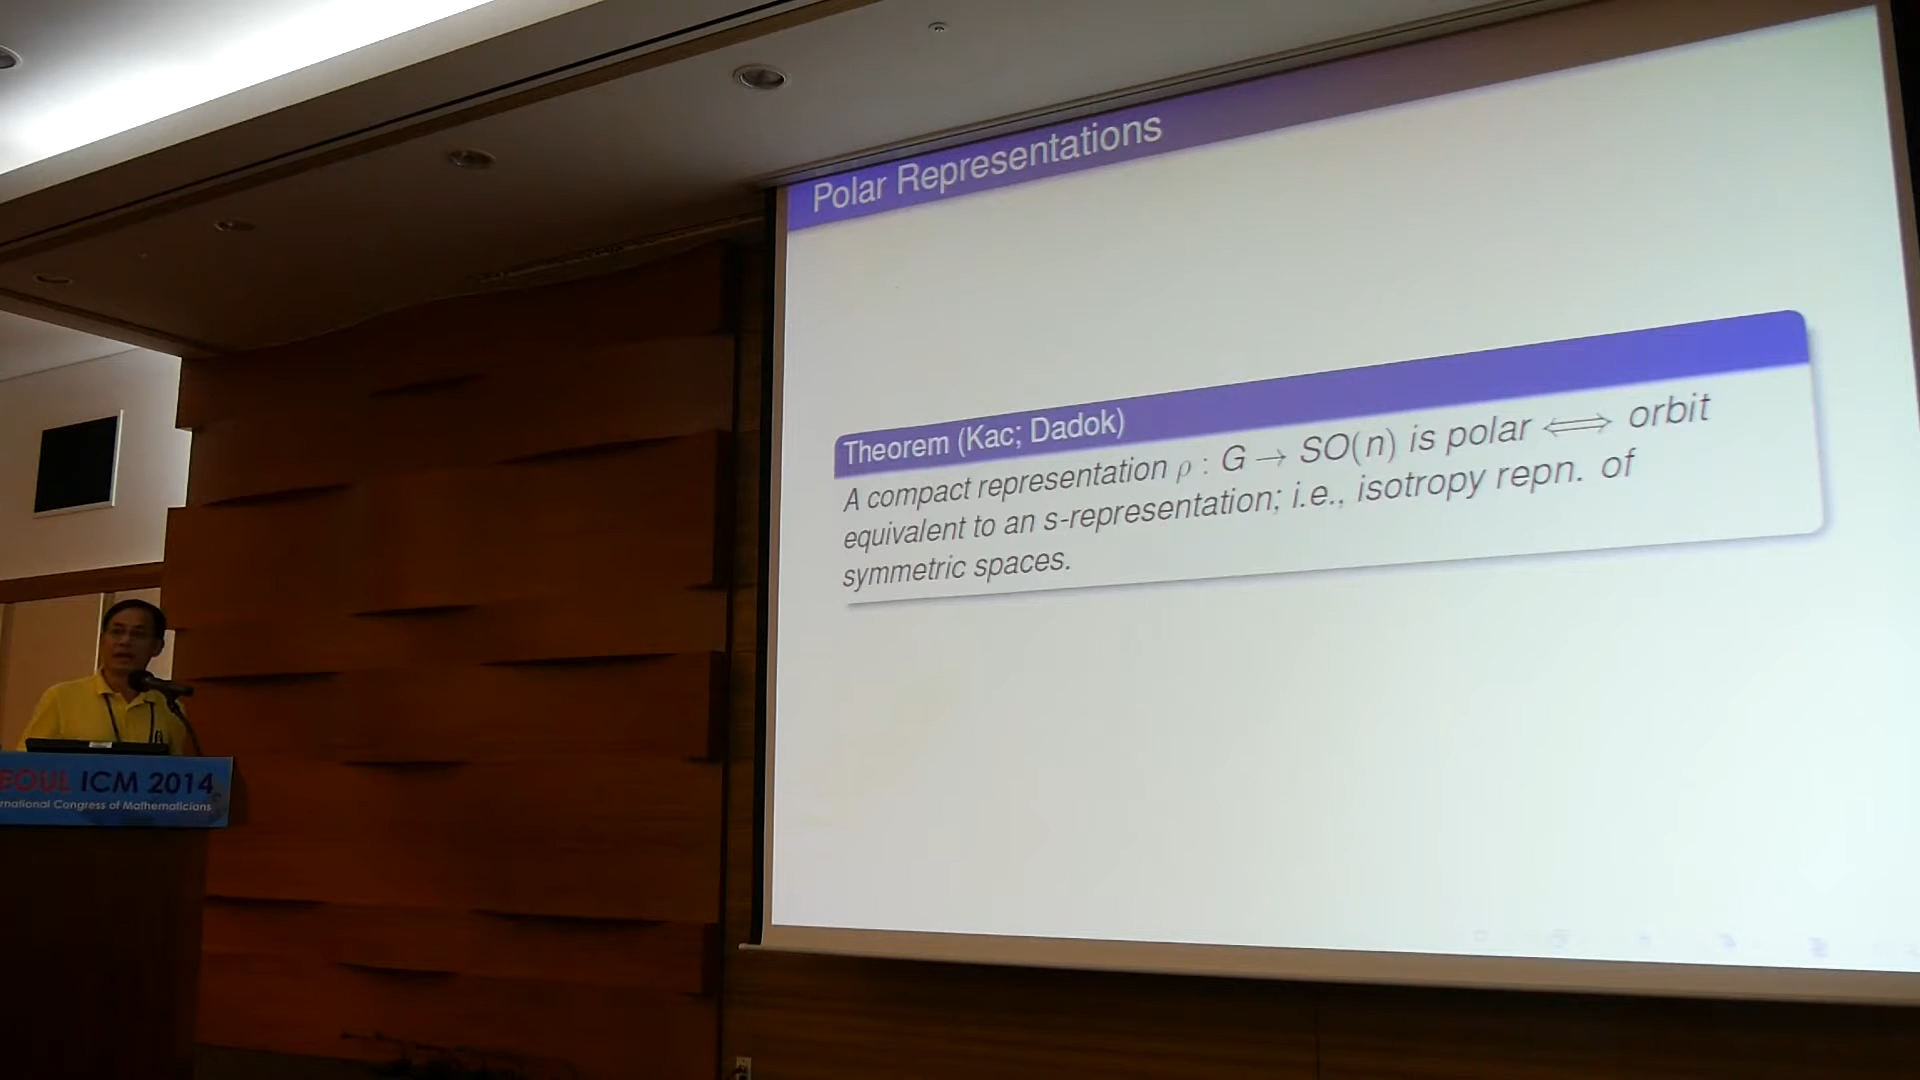 Polar Representations
Theorem (Kac; Dadok)
A compact representation ρ : G → SO(n) is polar ⟺ orbit
equivalent to an s-representation; i.e., isotropy repn. of
symmetric spaces.
EOUL ICM 2014
rnational Congress of Mathematicians